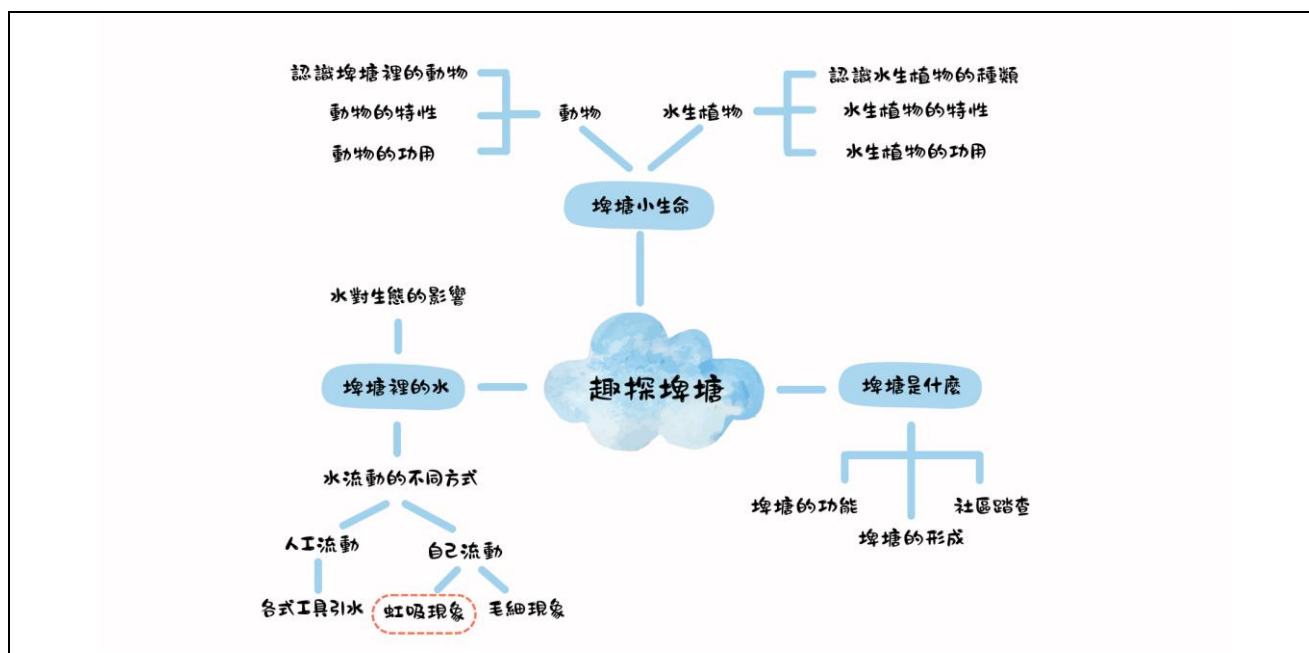 認識埤塘裡的動物
動物的特性
動物的功用
動物
水生植物
認識水生植物的種類
水生植物的特性
水生植物的功用
埤塘小生命
水對生態的影響
埤塘裡的水
趣探埤塘
埤塘是什麼
水流動的不同方式
埤塘的功能
埤塘的形成
社區踏查
人工流動
自己流動
各式工具引水
虹吸現象
毛細現象